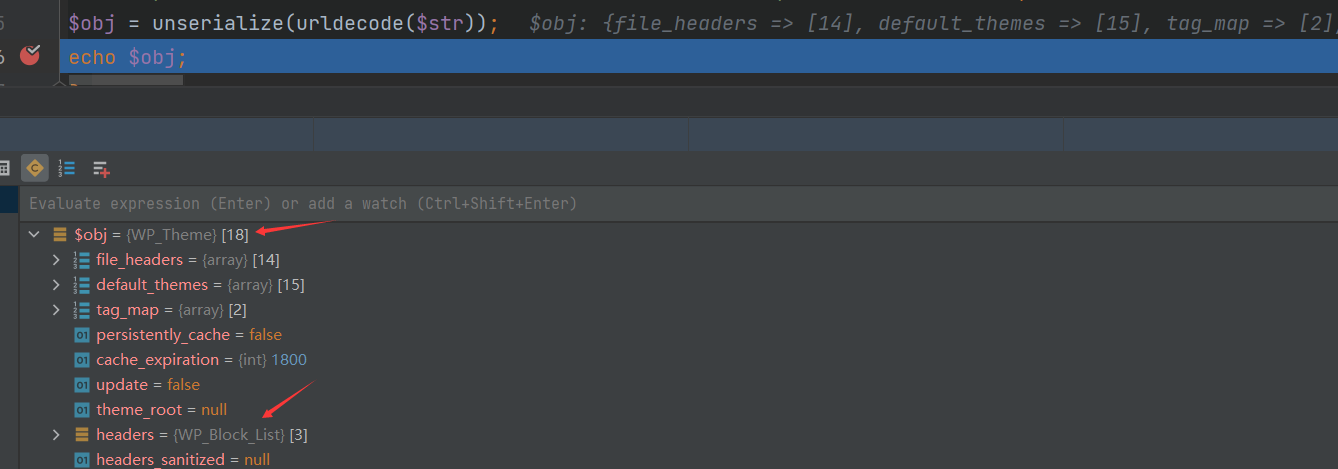 5 $obj = unserialize(urldecode($str)); $obj: {file_headers => [14], default_themes => [15], tag_map => [2],
6 echo $obj;
Evaluate expression (Enter) or add a watch (Ctrl+Shift+Enter)
$obj = {WP_Theme} [18]
file_headers = {array} [14]
default_themes = {array} [15]
tag_map = {array} [2]
persistently_cache = false
cache_expiration = {int} 1800
update = false
theme_root = null
headers = {WP_Block_List} [3]
headers_sanitized = null